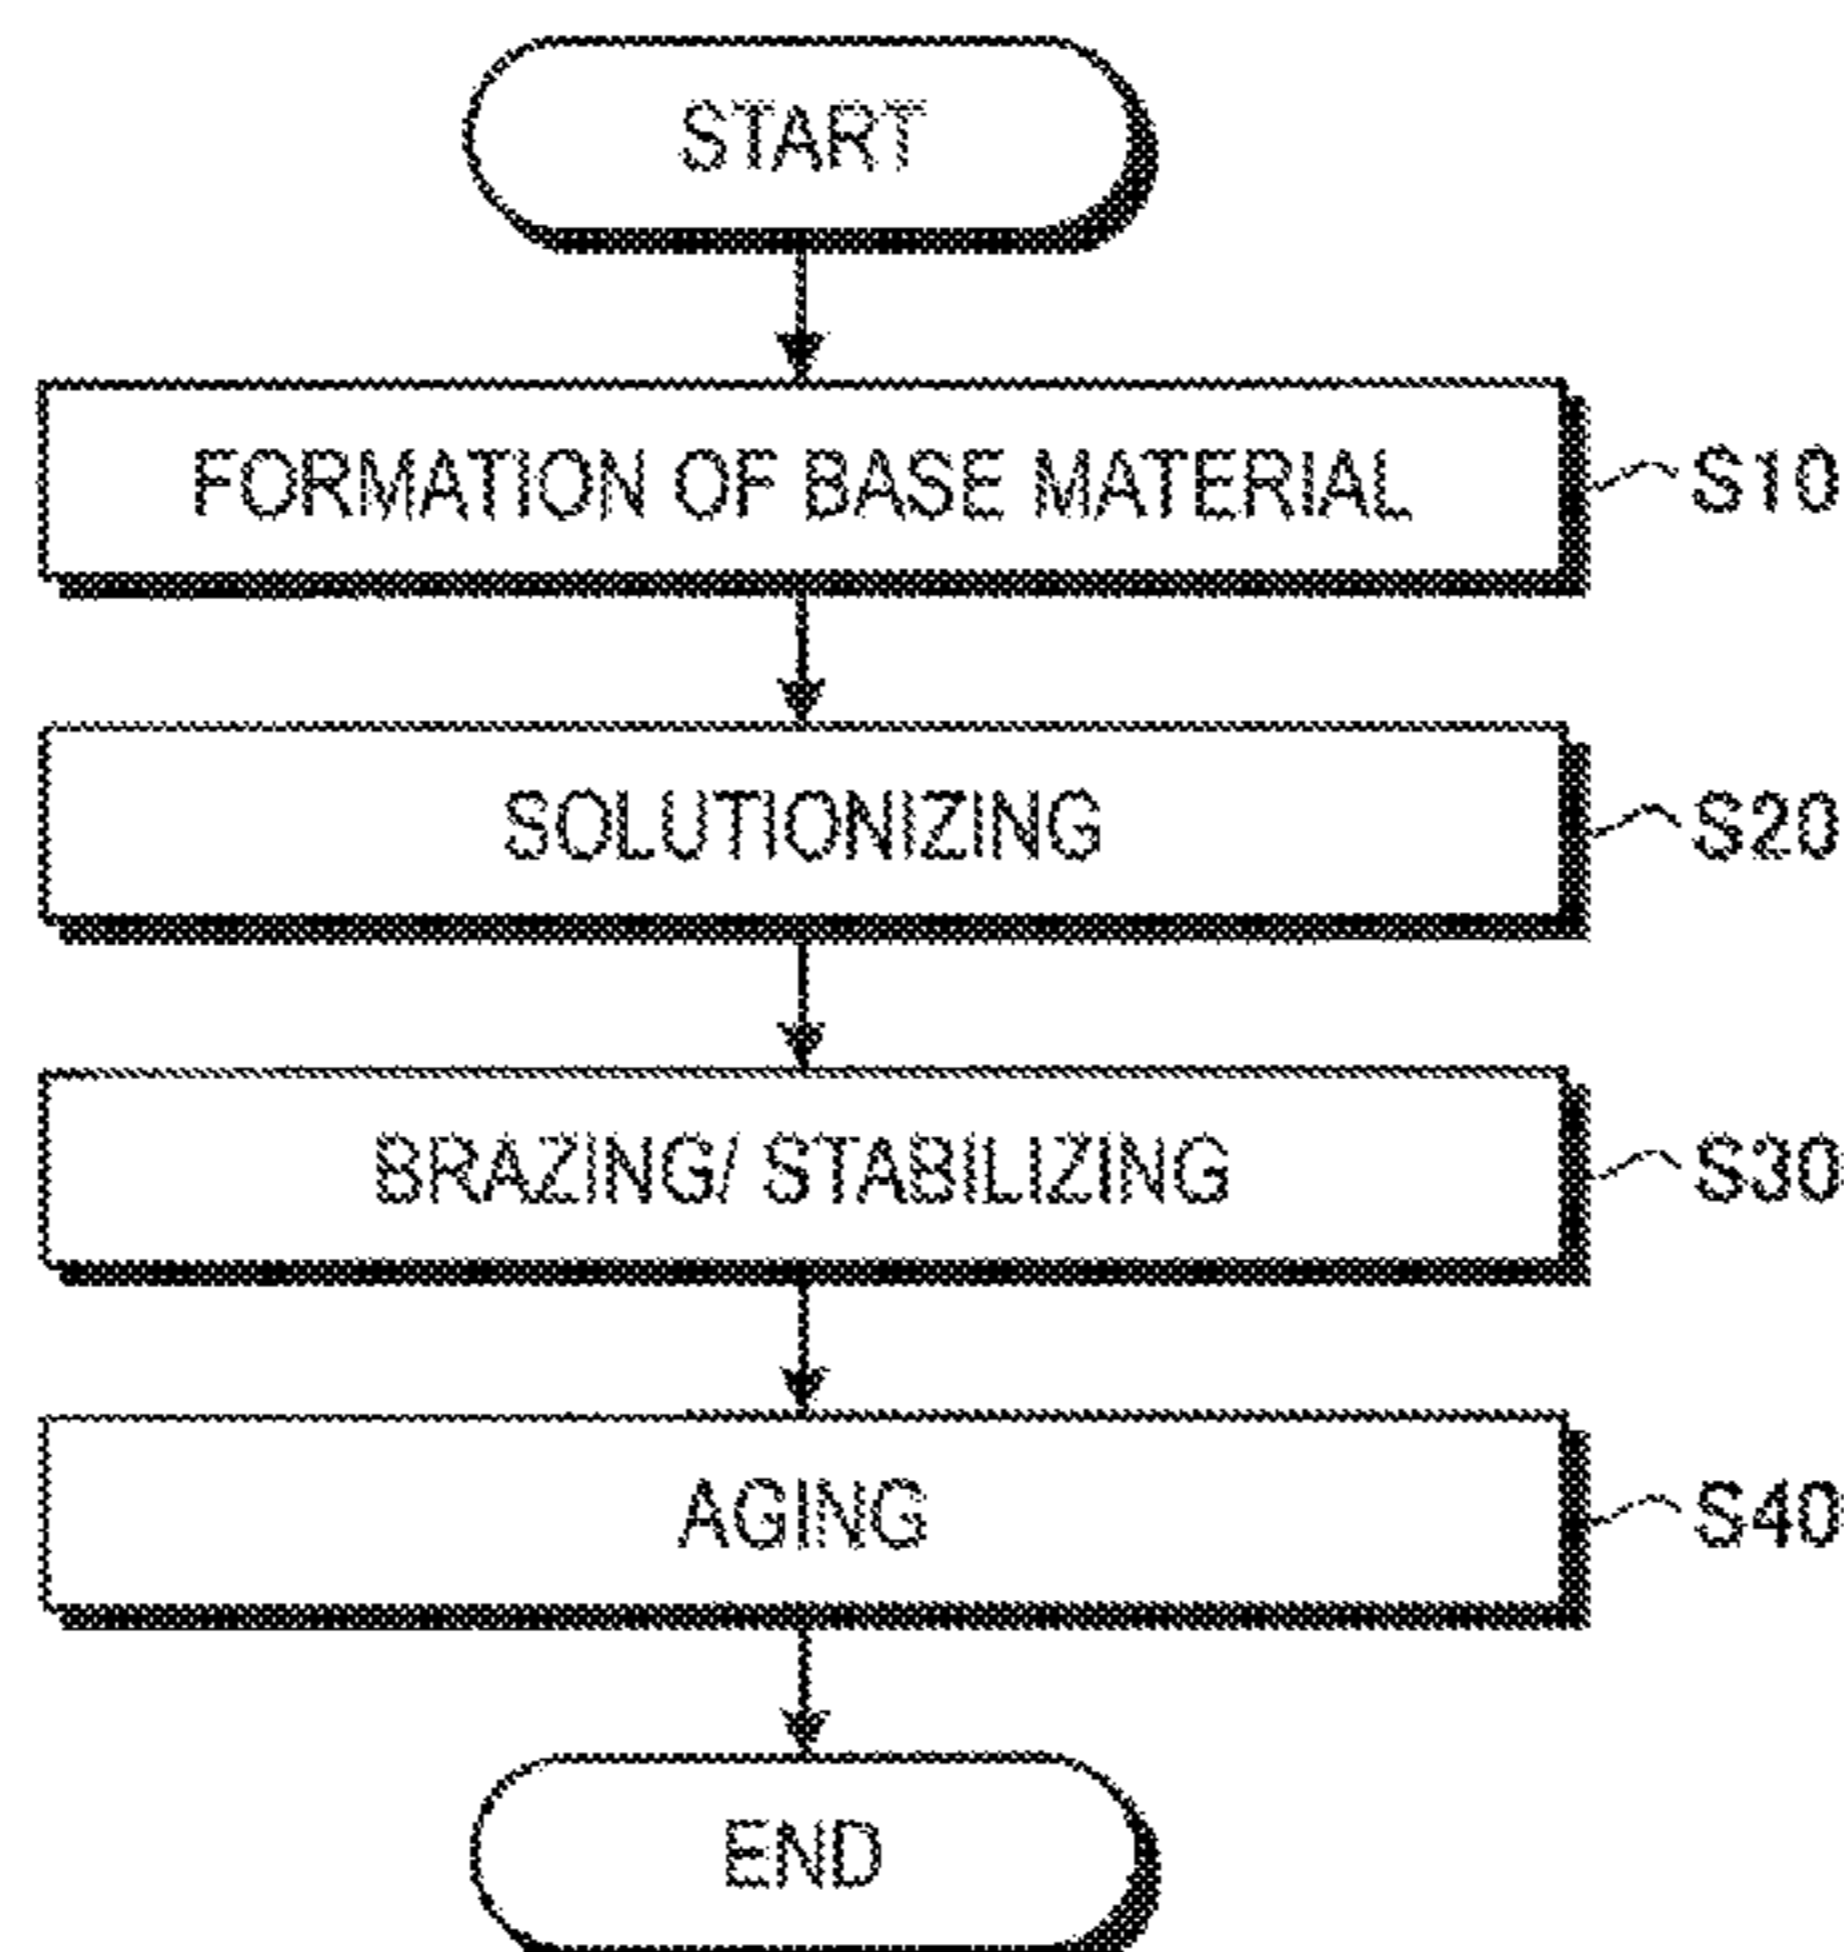 START
FORMATION OF BASE MATERIAL S10
SOLUTIONIZING S20
BRAZING/ STABILIZING S30
AGING S40
END